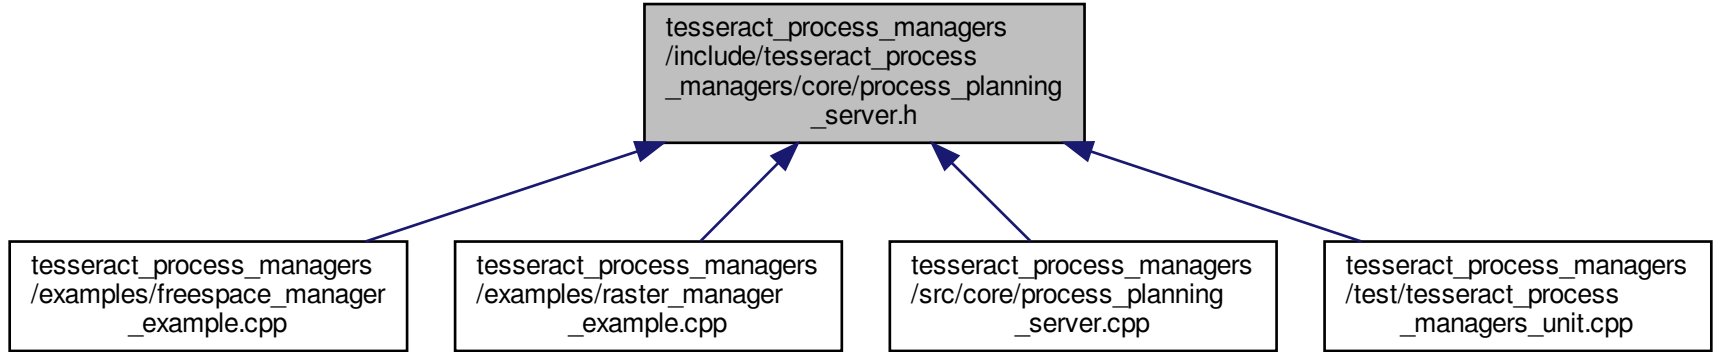 tesseract_process_managers
/include/tesseract_process
_managers/core/process_planning
_server.h
tesseract_process_managers
/examples/freespace_manager
_example.cpp
tesseract_process_managers
/examples/raster_manager
_example.cpp
tesseract_process_managers
/src/core/process_planning
_server.cpp
tesseract_process_managers
/test/tesseract_process
_managers_unit.cpp